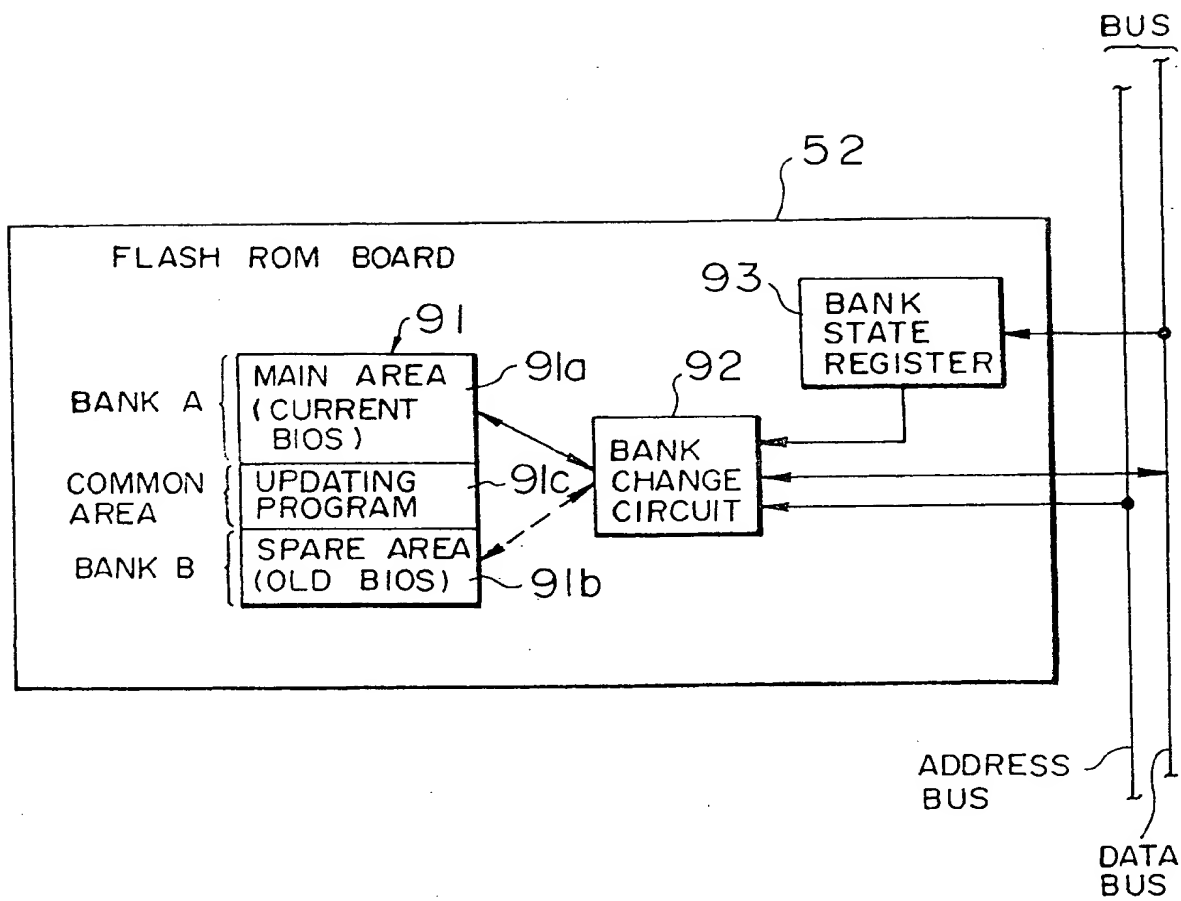 BUS
52
FLASH ROM BOARD
93
BANK
STATE
REGISTER
91
BANK A
MAIN AREA
(CURRENT
BIOS)
91a
92
BANK
CHANGE
CIRCUIT
COMMON
AREA
UPDATING
PROGRAM
91c
BANK B
SPARE AREA
(OLD BIOS)
91b
ADDRESS
BUS
DATA
BUS